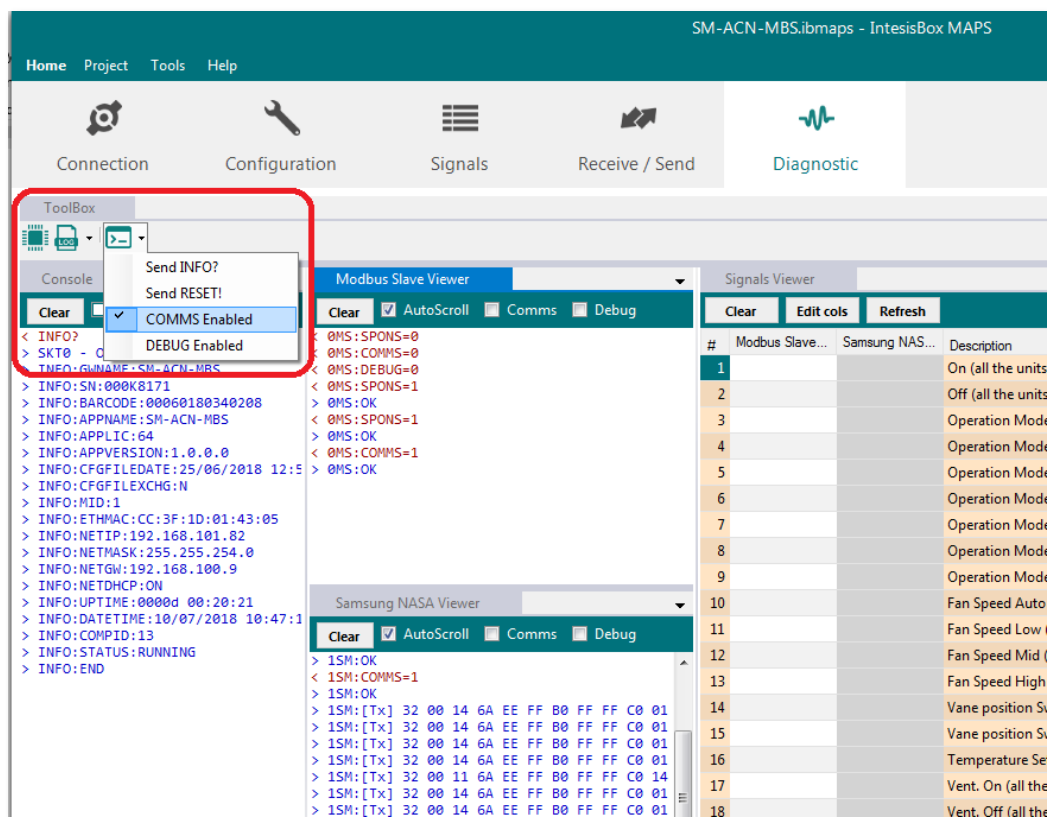 SM-ACN-MBS.ibmaps - IntesisBox MAPS
Home Project Tools Help
Connection Configuration Signals Receive / Send Diagnostic
ToolBox
LOG
Send INFO?
Send RESET!
COMMS Enabled
DEBUG Enabled
Console
Clear
< INFO?
> SKT0 - O
> INFO:GWNAME:SM-ACN-MBS
> INFO:SN:000K8171
> INFO:BARCODE:00060180340208
> INFO:APPNAME:SM-ACN-MBS
> INFO:APPLIC:64
> INFO:APPVERSION:1.0.0.0
> INFO:CFGFILEDATE:25/06/2018 12:5
> INFO:CFGFILEXCHG:N
> INFO:MID:1
> INFO:ETHMAC:CC:3F:1D:01:43:05
> INFO:NETIP:192.168.101.82
> INFO:NETMASK:255.255.254.0
> INFO:NETGW:192.168.100.9
> INFO:NETDHCP:ON
> INFO:UPTIME:0000d 00:20:21
> INFO:DATETIME:10/07/2018 10:47:1
> INFO:COMPID:13
> INFO:STATUS:RUNNING
> INFO:END
Modbus Slave Viewer
Clear AutoScroll Comms Debug
< 0MS:SPONS=0
< 0MS:COMMS=0
< 0MS:DEBUG=0
< 0MS:SPONS=1
> 0MS:OK
< 0MS:SPONS=1
> 0MS:OK
< 0MS:COMMS=1
> 0MS:OK
Samsung NASA Viewer
Clear AutoScroll Comms Debug
> 1SM:OK
< 1SM:COMMS=1
> 1SM:OK
> 1SM:[Tx] 32 00 14 6A EE FF B0 FF FF C0 01
> 1SM:[Tx] 32 00 14 6A EE FF B0 FF FF C0 01
> 1SM:[Tx] 32 00 14 6A EE FF B0 FF FF C0 01
> 1SM:[Tx] 32 00 14 6A EE FF B0 FF FF C0 01
> 1SM:[Tx] 32 00 11 6A EE FF B0 FF FF C0 14
> 1SM:[Tx] 32 00 14 6A EE FF B0 FF FF C0 01
> 1SM:[Tx] 32 00 14 6A EE FF B0 FF FF C0 01
Signals Viewer
Clear Edit cols Refresh
# Modbus Slave... Samsung NAS... Description
1 On (all the units
2 Off (all the units
3 Operation Mode
4 Operation Mode
5 Operation Mode
6 Operation Mode
7 Operation Mode
8 Operation Mode
9 Operation Mode
10 Fan Speed Auto
11 Fan Speed Low (
12 Fan Speed Mid (
13 Fan Speed High
14 Vane position Sw
15 Vane position Sw
16 Temperature Se
17 Vent. On (all the
18 Vent. Off (all the